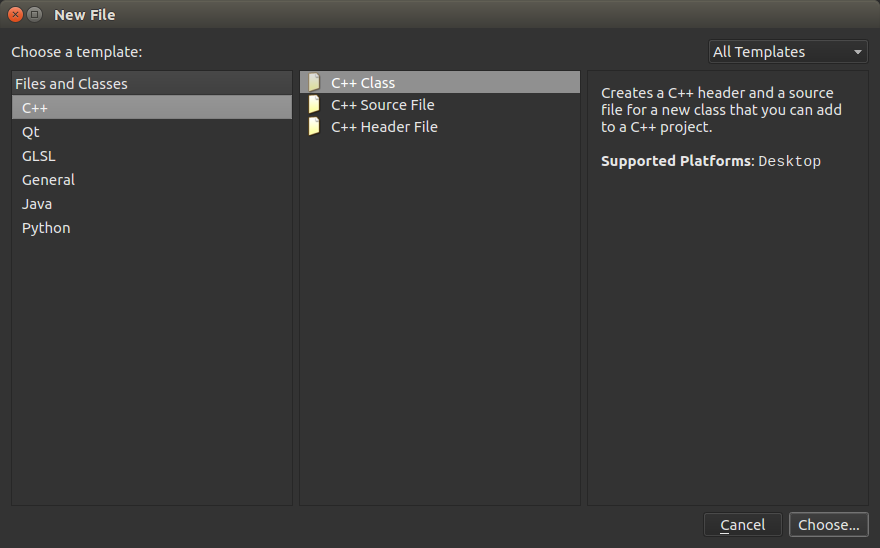 New File
Choose a template:
All Templates
Files and Classes
C++
Qt
GLSL
General
Java
Python
C++ Class
C++ Source File
C++ Header File
Creates a C++ header and a source
file for a new class that you can add
to a C++ project.
Supported Platforms: Desktop
Cancel
Choose...